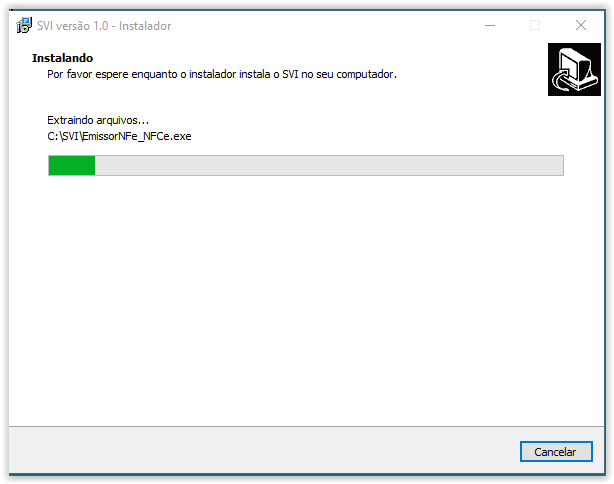 SVI versão 1.0 - Instalador
Instalando
Por favor espere enquanto o instalador instala o SVI no seu computador.
Extraindo arquivos...
C:\SVI\EmissorNFe_NFCe.exe
Cancelar